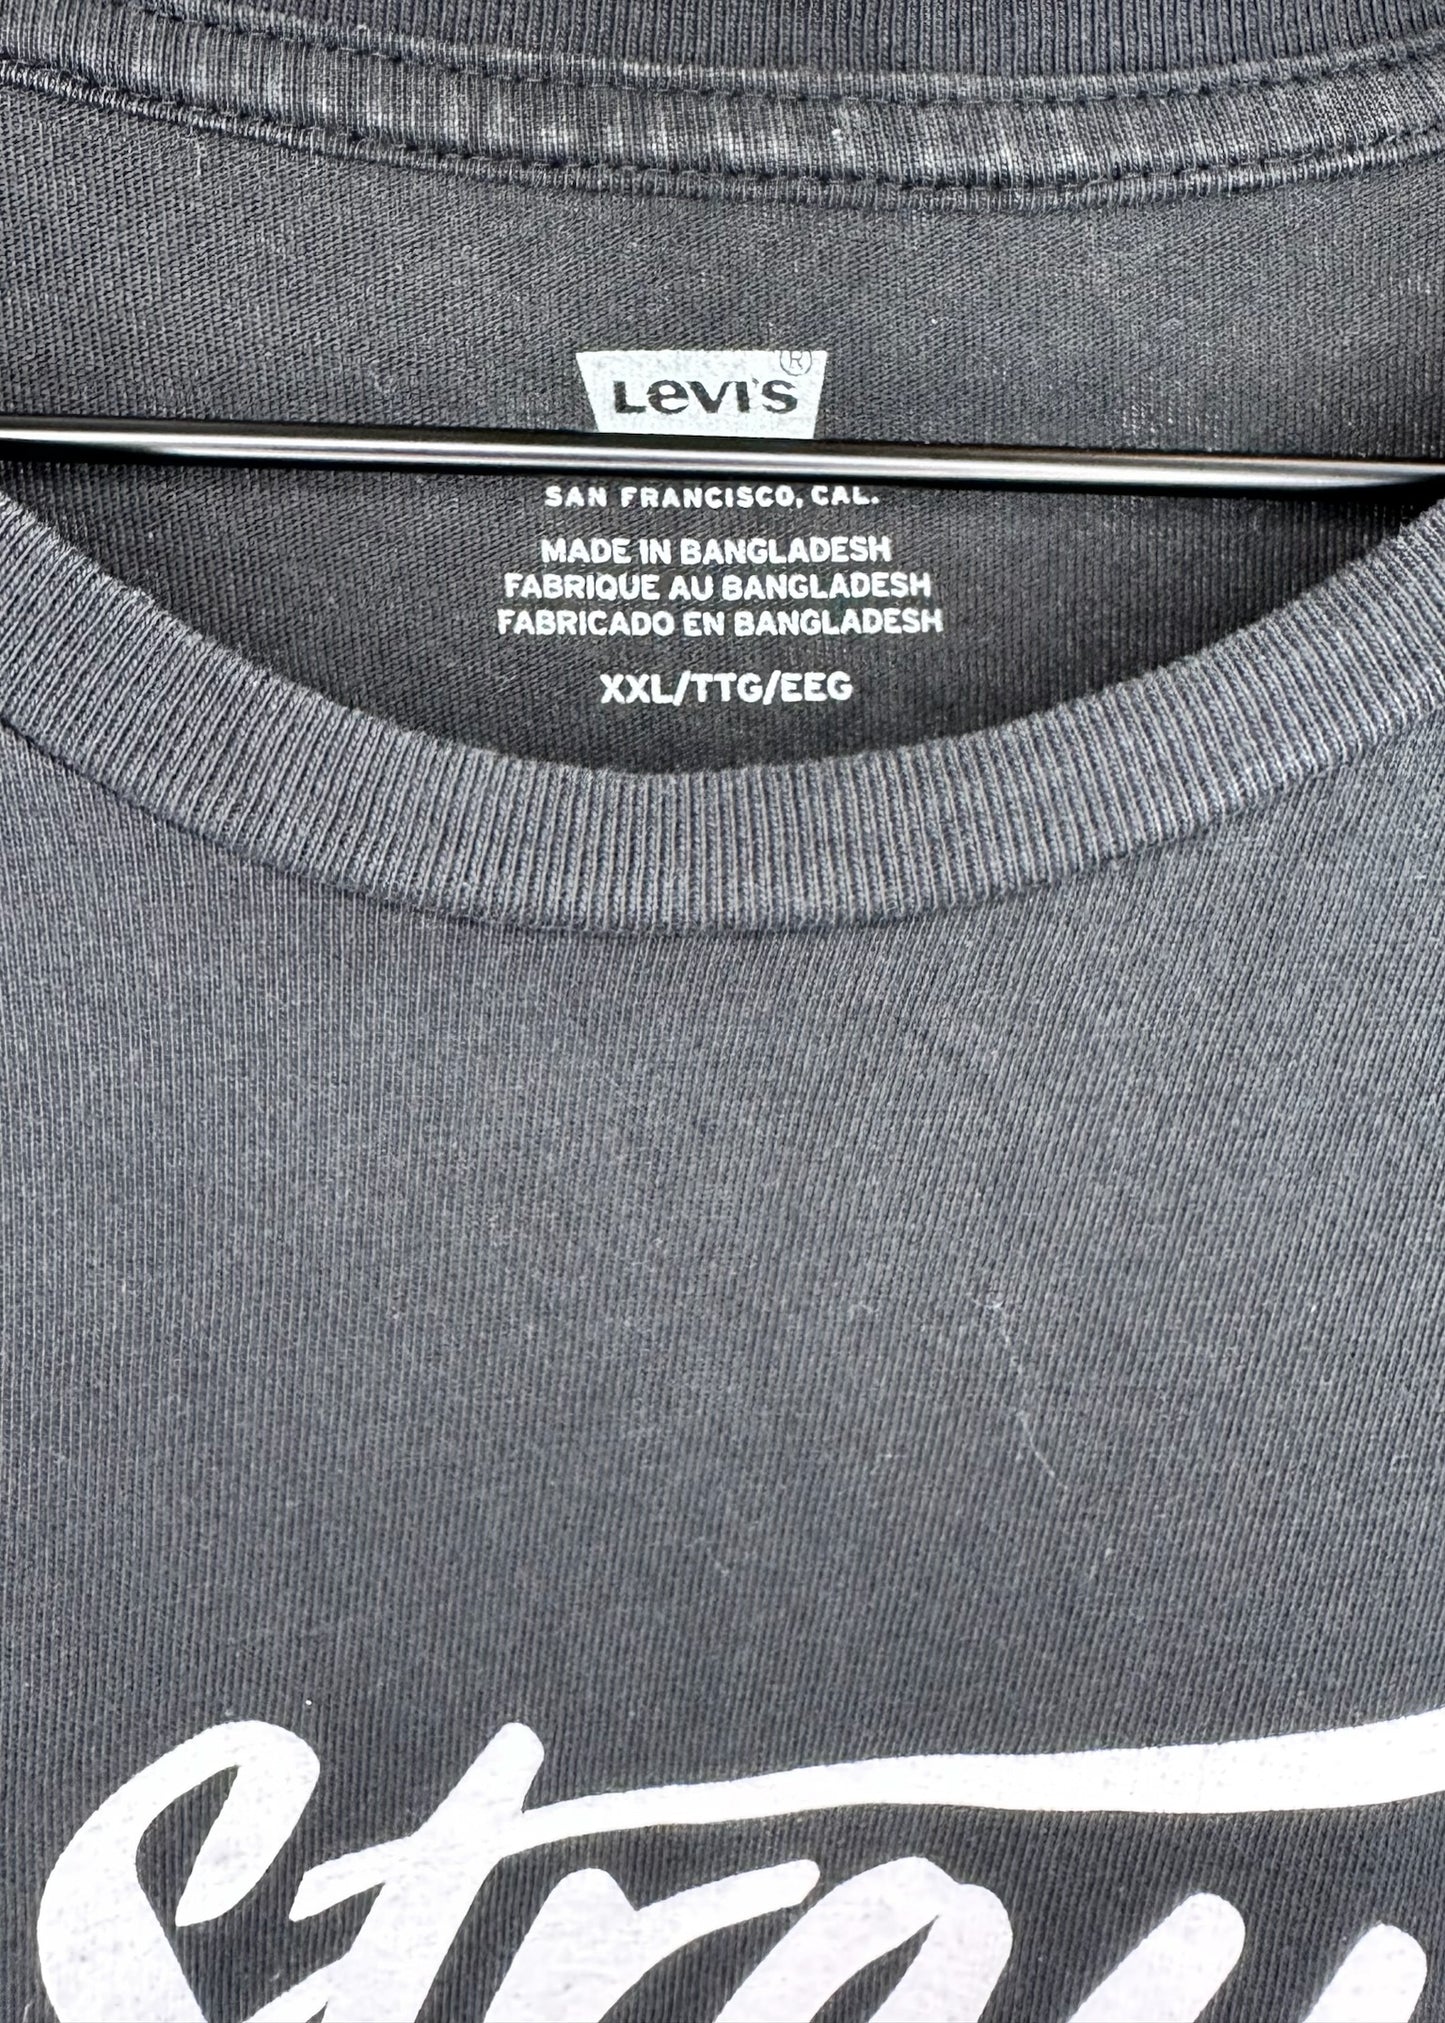 LEVI'S ®
SAN FRANCISCO, CAL.
MADE IN BANGLADESH
FABRIQUE AU BANGLADESH
FABRICADO EN BANGLADESH
XXL/TTG/EEG